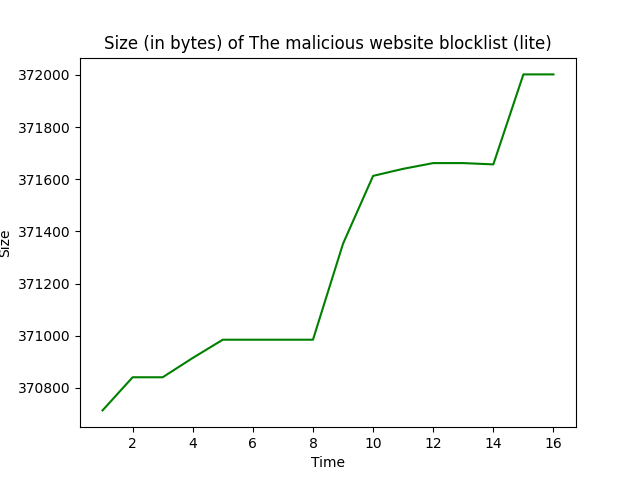 Size (in bytes) of The malicious website blocklist (lite)
372000
371800
371600
371400
371200
371000
370800
Size
2 4 6 8 10 12 14 16
Time